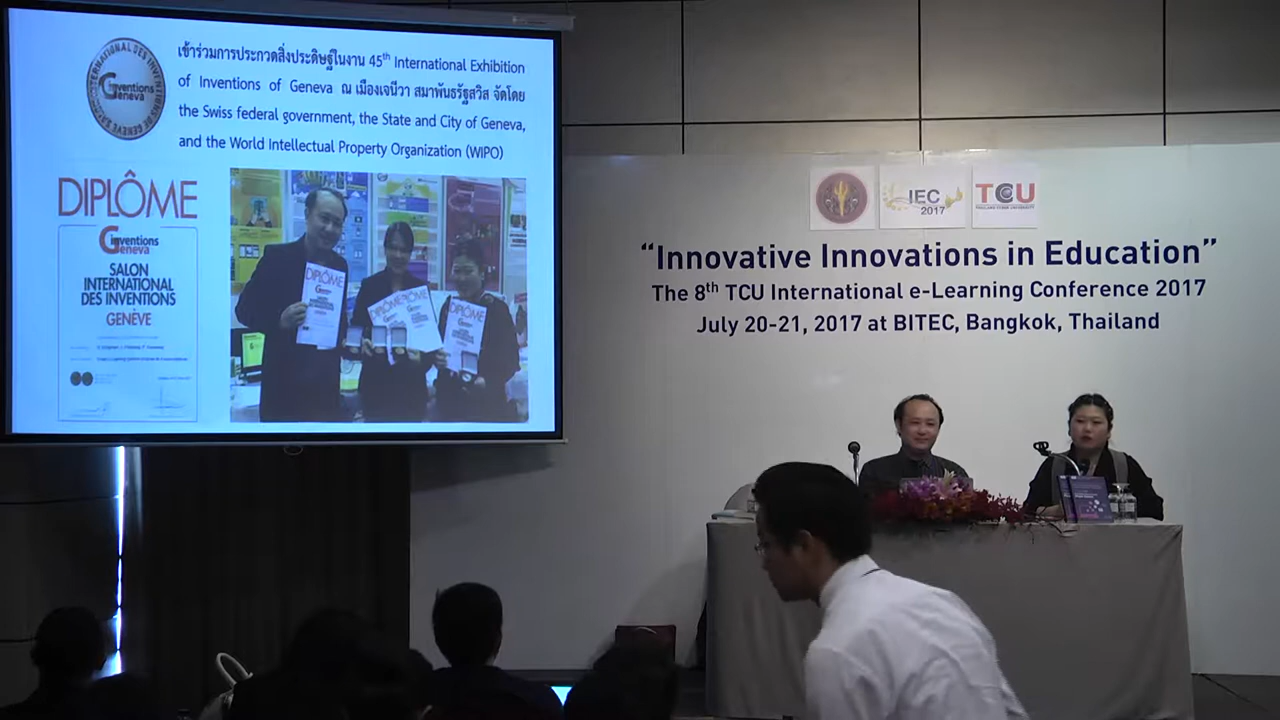 เข้าร่วมการประกวดสิ่งประดิษฐ์ในงาน 45th International Exhibition
of Inventions of Geneva ณ เมืองเจนีวา สมาพันธรัฐสวิส จัดโดย
the Swiss federal government, the State and City of Geneva,
and the World Intellectual Property Organization (WIPO)
inventions
Geneva
DIPLÔME
inventions
Geneva
SALON
INTERNATIONAL
DES INVENTIONS
GENÈVE
DIPLÔME
DIPLÔME
DIPLÔME
IEC
2017
TCU
THAILAND CYBER UNIVERSITY
“Innovative Innovations in Education”
The 8th TCU International e-Learning Conference 2017
July 20-21, 2017 at BITEC, Bangkok, Thailand